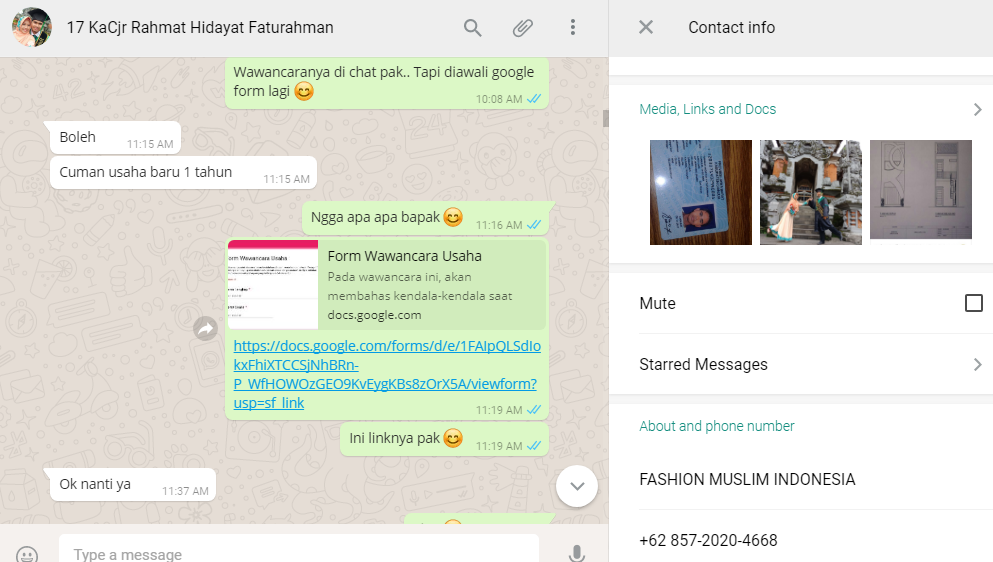 17 KaCjr Rahmat Hidayat Faturahman
Wawancaranya di chat pak.. Tapi diawali google
form lagi 😊
10:08 AM
Boleh
11:15 AM
Cuman usaha baru 1 tahun
11:15 AM
Ngga apa apa bapak 😊
11:16 AM
orm Wawancara Usaha
Form Wawancara Usaha
Pada wawancara ini, akan
membahas kendala-kendala saat
docs.google.com
https://docs.google.com/forms/d/e/1FAIpQLSdIo
kxFhiXTCCSjNhBRn-
P_WfHOWOzGEO9KvEygKBs8zOrX5A/viewform?
usp=sf_link
11:19 AM
Ini linknya pak 😊
11:19 AM
Ok nanti ya
11:37 AM
Type a message
Contact info
Media, Links and Docs
Mute
Starred Messages
About and phone number
FASHION MUSLIM INDONESIA
+62 857-2020-4668